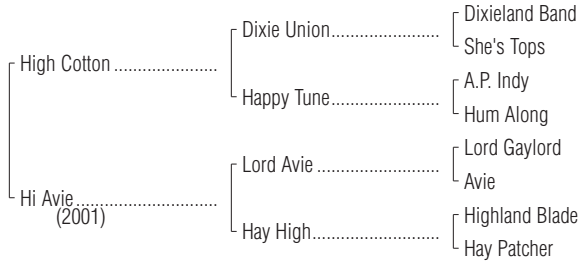 Dixieland Band
Dixie Union....................
She's Tops
High Cotton ...................
A.P. Indy
Happy Tune....................
Hum Along
Lord Gaylord
Lord Avie ......................
Avie
Hi Avie..........................
(2001)
Highland Blade
Hay High.......................
Hay Patcher